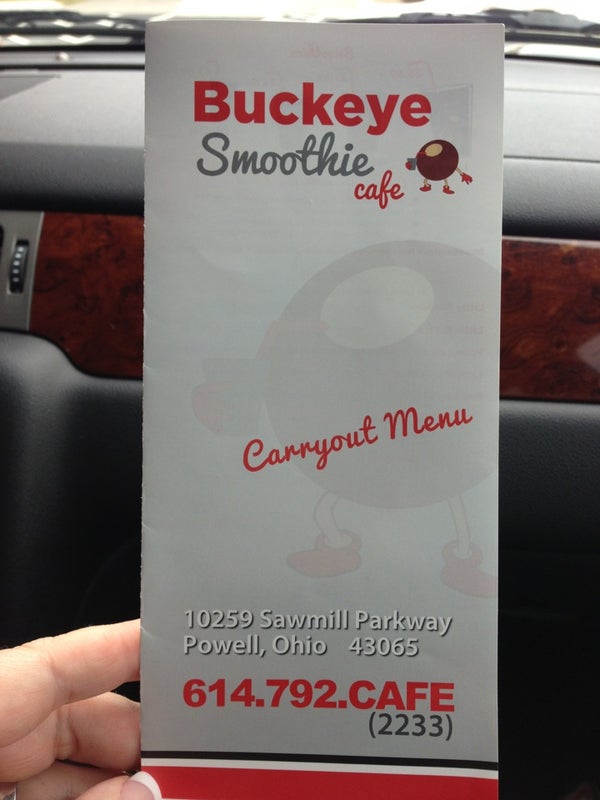 Buckeye
Smoothie
cafe
Carryout Menu
10259 Sawmill Parkway
Powell, Ohio 43065
614.792.CAFE
(2233)